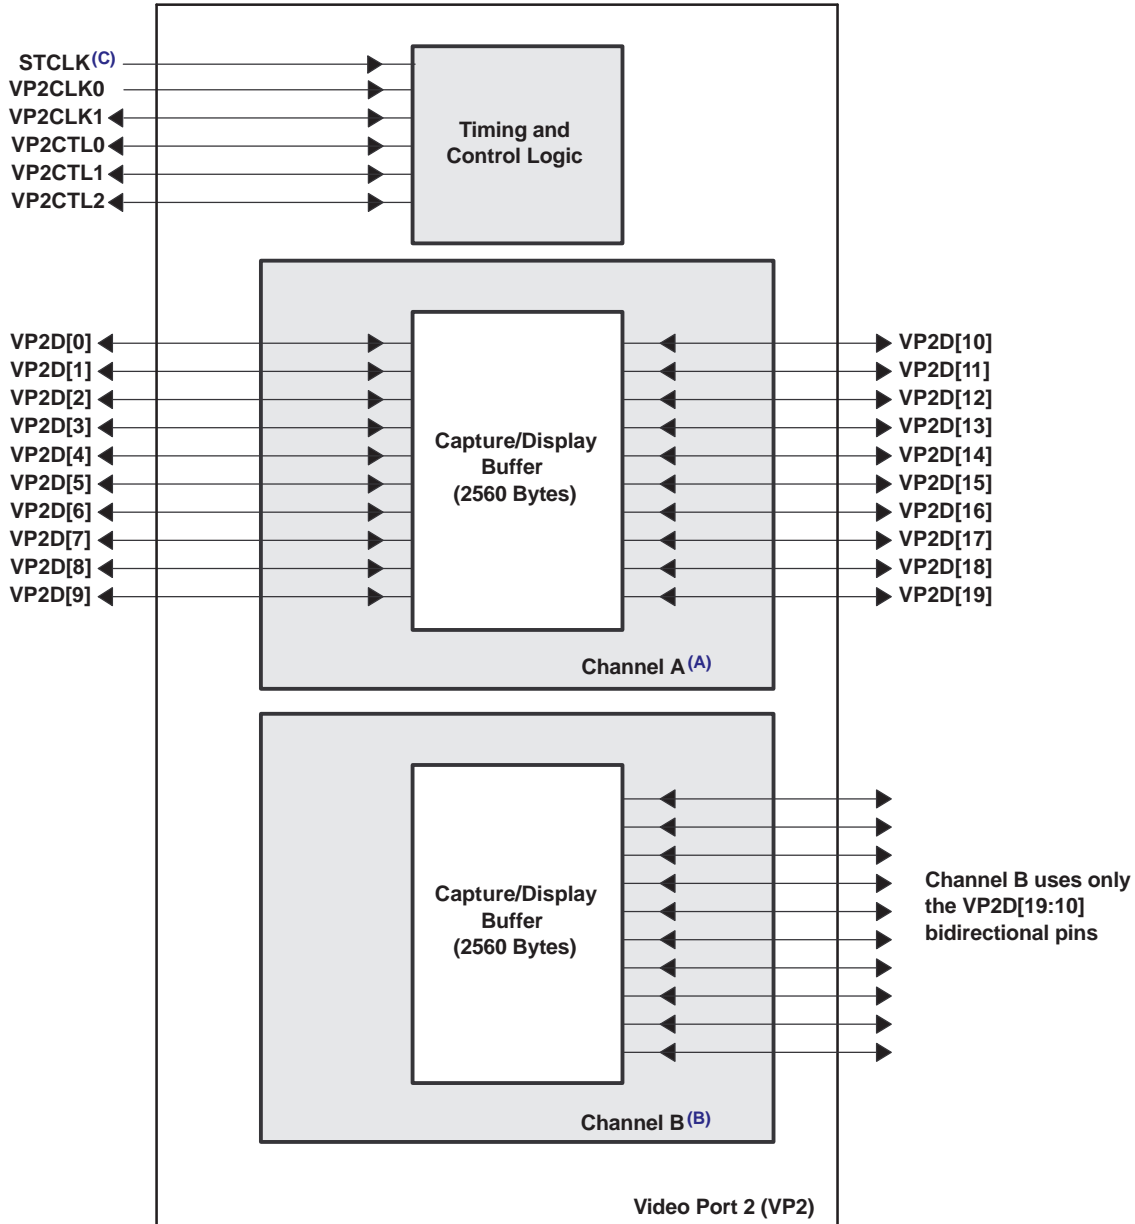 STCLK(C)
VP2CLK0
VP2CLK1
VP2CTL0
VP2CTL1
VP2CTL2
Timing and
Control Logic
VP2D[0]
VP2D[1]
VP2D[2]
VP2D[3]
VP2D[4]
VP2D[5]
VP2D[6]
VP2D[7]
VP2D[8]
VP2D[9]
Capture/Display
Buffer
(2560 Bytes)
VP2D[10]
VP2D[11]
VP2D[12]
VP2D[13]
VP2D[14]
VP2D[15]
VP2D[16]
VP2D[17]
VP2D[18]
VP2D[19]
Channel A(A)
Capture/Display
Buffer
(2560 Bytes)
Channel B uses only
the VP2D[19:10]
bidirectional pins
Channel B(B)
Video Port 2 (VP2)